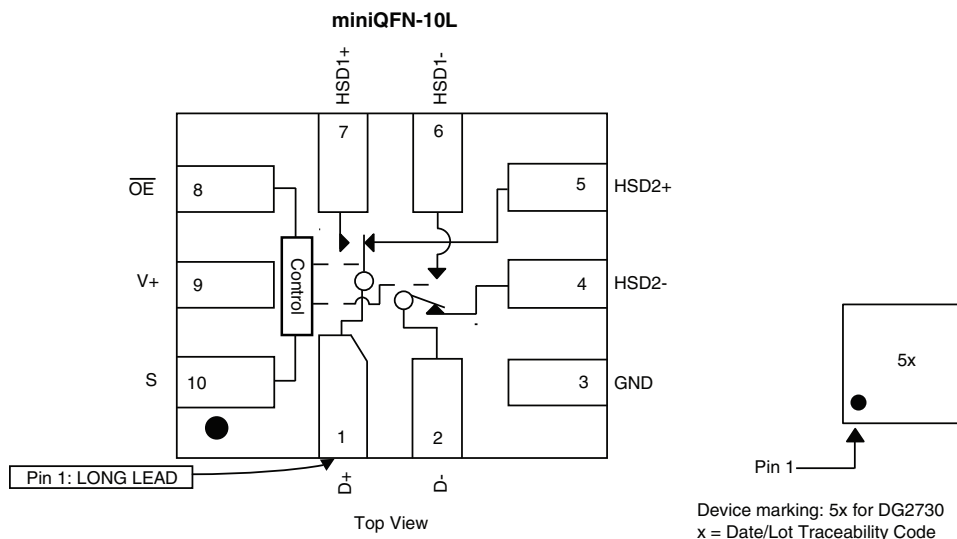 miniQFN-10L
HSD1+
HSD1-
7
6
O̅E̅
8
5
HSD2+
V+
9
Control
4
HSD2-
S
10
3
GND
1
2
Pin 1: LONG LEAD
D+
D-
Top View
5x
Pin 1
Device marking: 5x for DG2730
x = Date/Lot Traceability Code